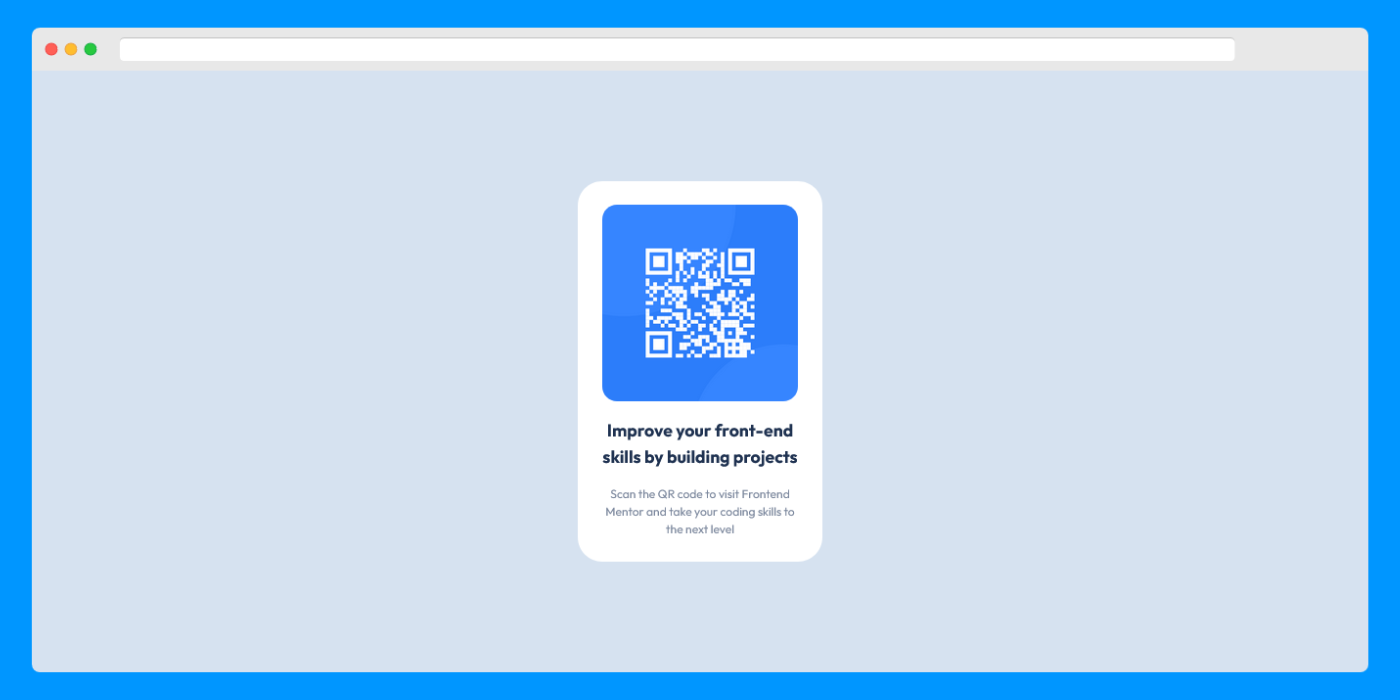 Improve your front-end
skills by building projects
Scan the QR code to visit Frontend
Mentor and take your coding skills to
the next level